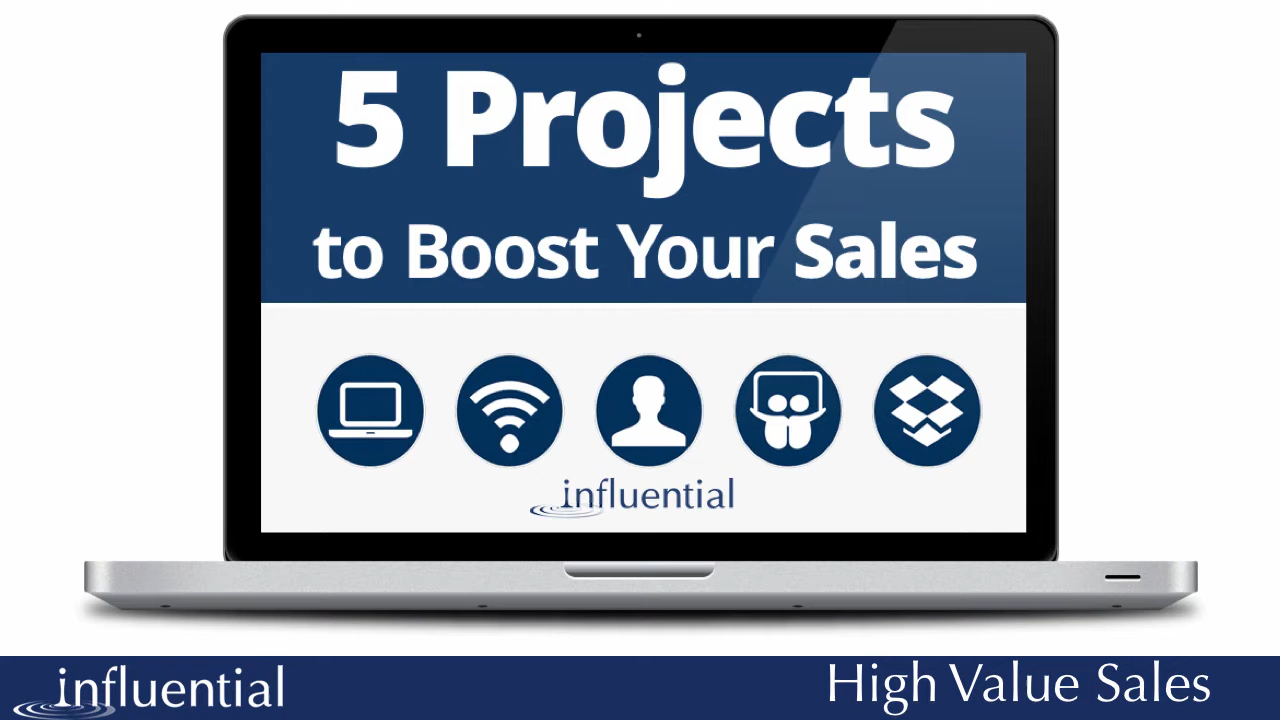 5 Projects
to Boost Your Sales
influential
influential
High Value Sales